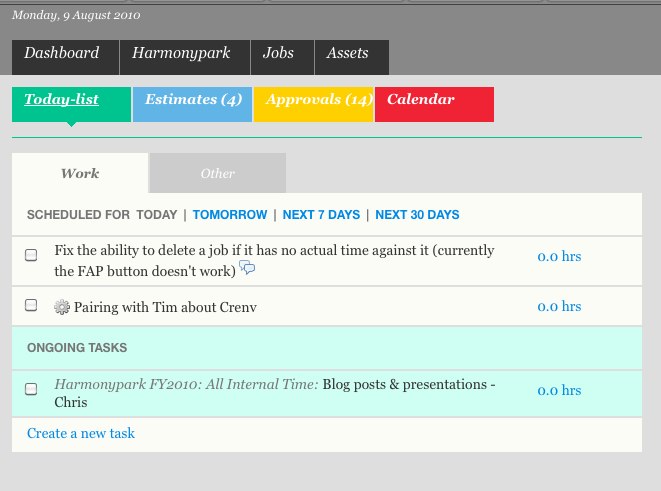 Monday, 9 August 2010
Dashboard Harmonypark Jobs Assets
Today-list Estimates (4) Approvals (14) Calendar
Work Other
SCHEDULED FOR TODAY | TOMORROW | NEXT 7 DAYS | NEXT 30 DAYS
Fix the ability to delete a job if it has no actual time against it (currently
the FAP button doesn't work) 0.0 hrs
Pairing with Tim about Crenv 0.0 hrs
ONGOING TASKS
Harmonypark FY2010: All Internal Time: Blog posts & presentations -
Chris 0.0 hrs
Create a new task